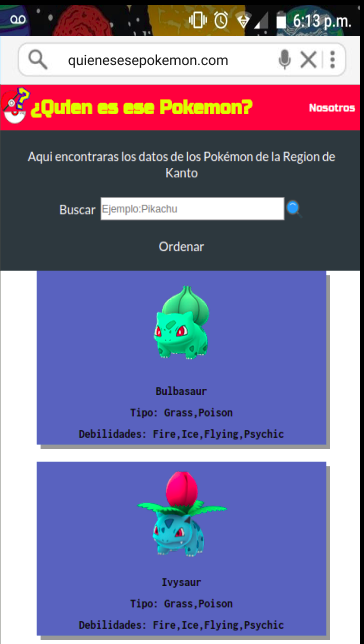 6:13 p.m.
quienesesepokemon.com
¿Quien es ese Pokemon?
Nosotros
Aqui encontraras los datos de los Pokémon de la Region de
Kanto
Buscar Ejemplo:Pikachu
Ordenar
Bulbasaur
Tipo: Grass,Poison
Debilidades: Fire,Ice,Flying,Psychic
Ivysaur
Tipo: Grass,Poison
Debilidades: Fire,Ice,Flying,Psychic